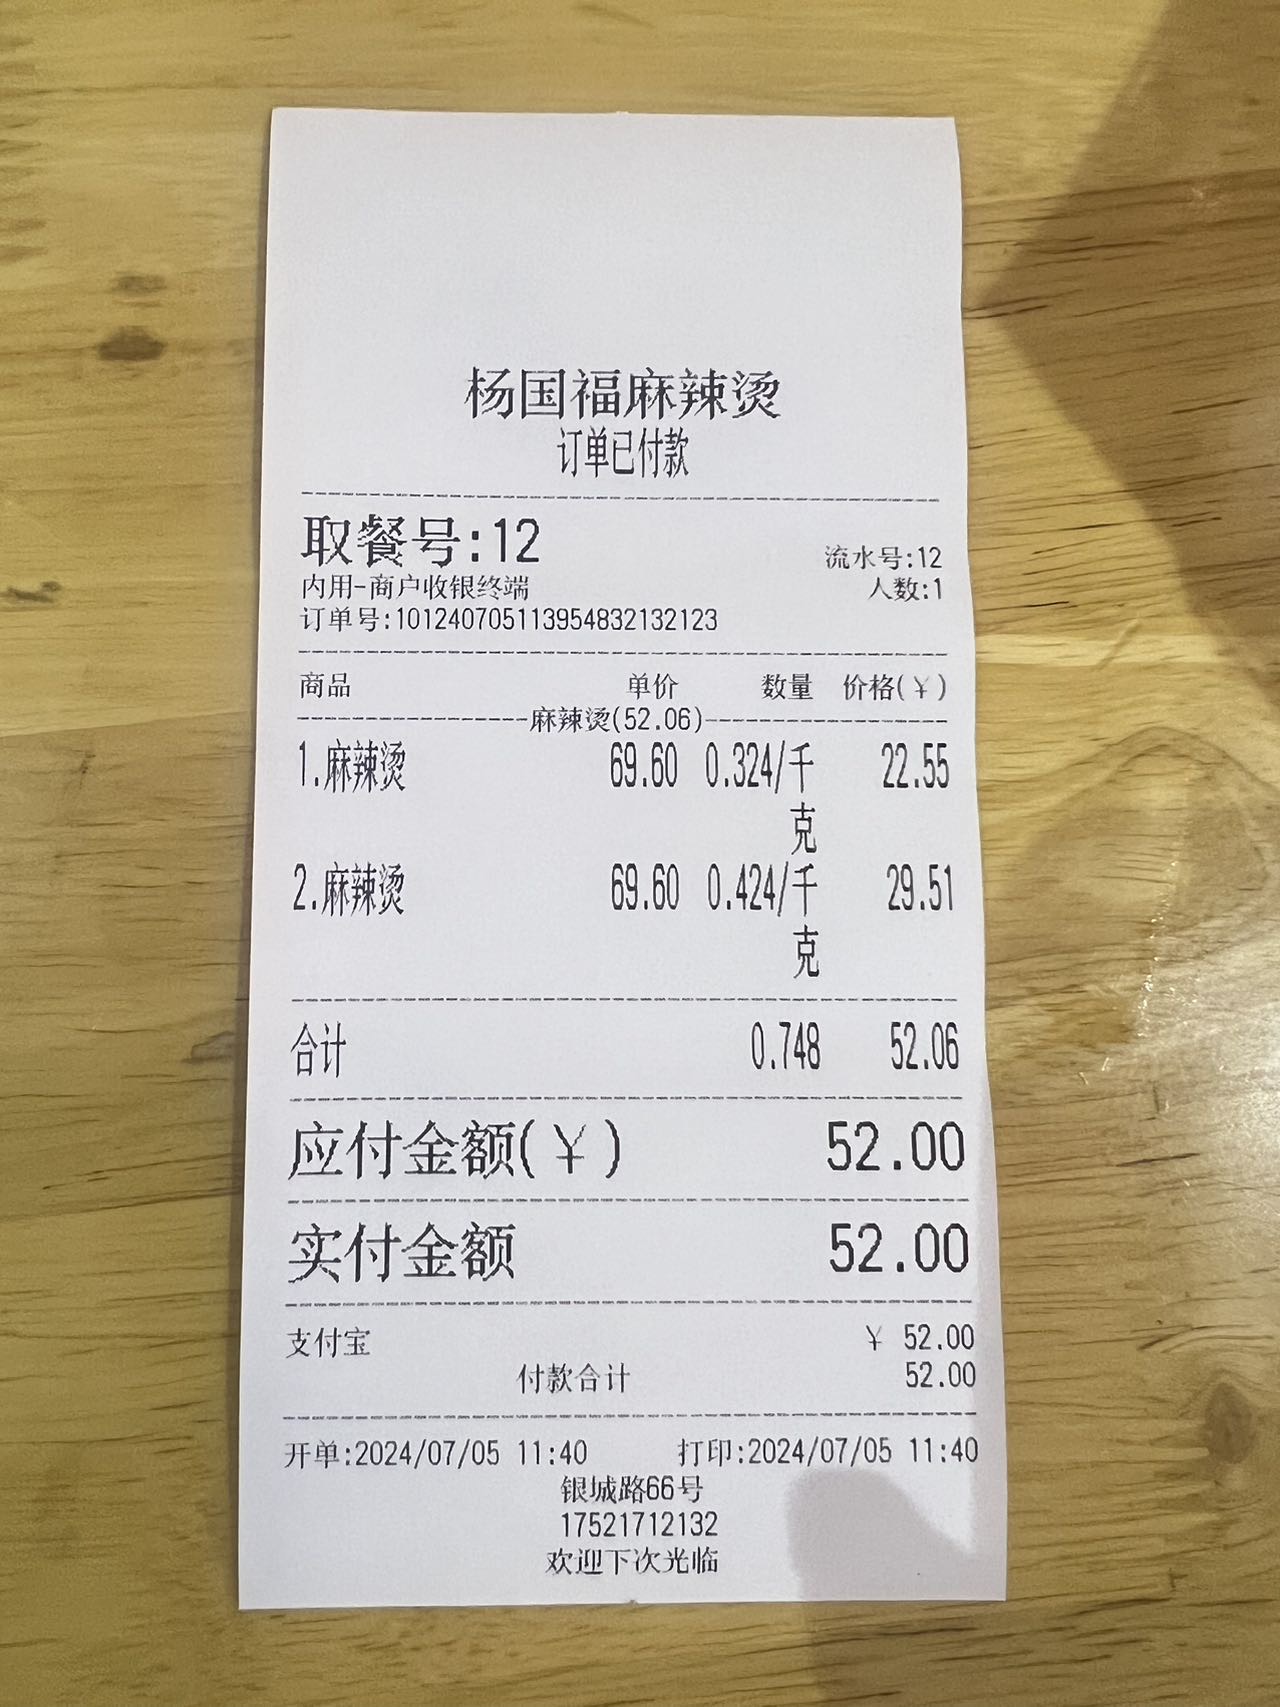 杨国福麻辣烫
订单已付款
取餐号:12
流水号:12
内用-商户收银终端 人数:1
订单号:101240705113954832132123
商品 单价 数量 价格(¥)
麻辣烫(52.06)
1.麻辣烫 69.60 0.324/千 22.55
克
2.麻辣烫 69.60 0.424/千 29.51
克
合计 0.748 52.06
应付金额(¥) 52.00
实付金额 52.00
支付宝 ¥ 52.00
付款合计 52.00
开单:2024/07/05 11:40 打印:2024/07/05 11:40
银城路66号
17521712132
欢迎下次光临